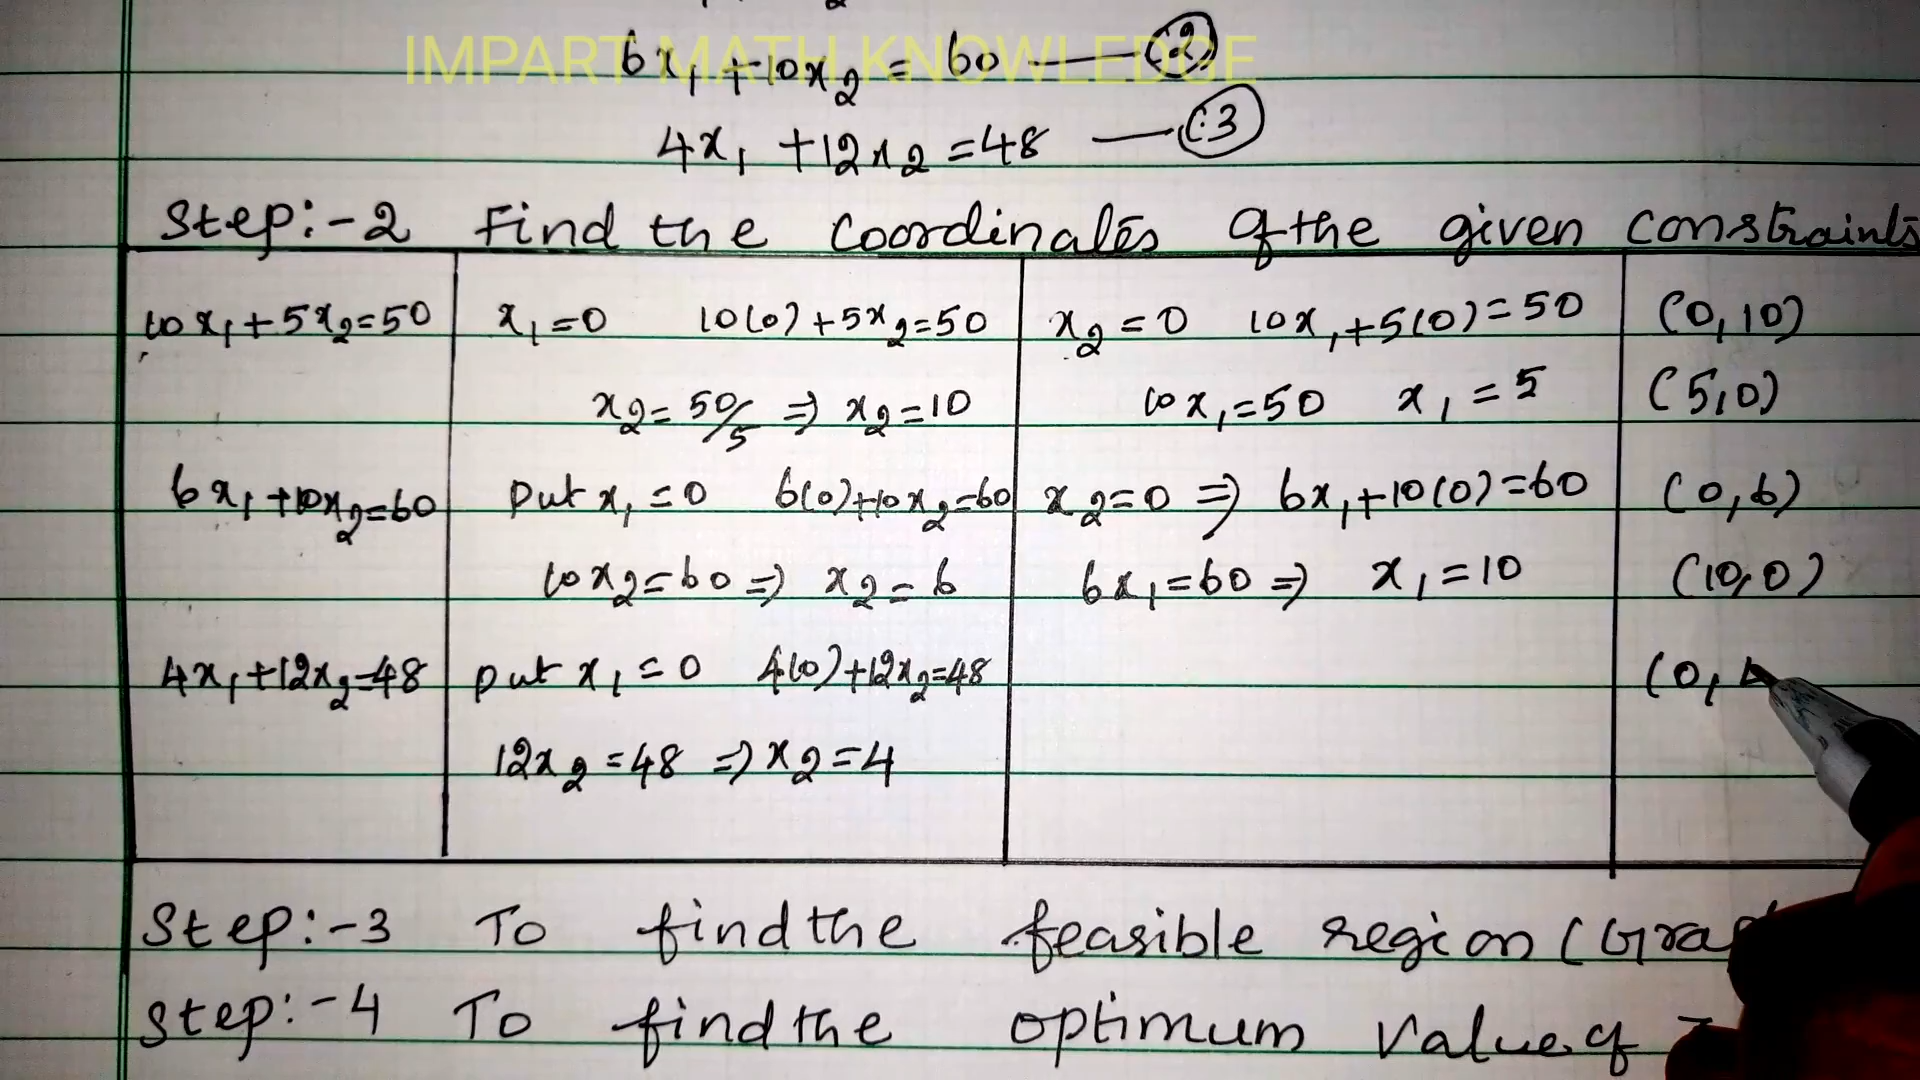 IMPART MATH KNOWLEDGE
6x₁ + 10x₂ = 60 — (2)
4x₁ + 12x₂ = 48 — (3)
Step:-2 Find the Coordinates of the given constraints
10x₁ + 5x₂ = 50 x₁ = 0 10(0) + 5x₂ = 50 x₂ = 0 10x₁ + 5(0) = 50 (0,10)
x₂ = 50/5 ⇒ x₂ = 10 10x₁ = 50 x₁ = 5 (5,0)
6x₁ + 10x₂ = 60 put x₁ = 0 6(0) + 10x₂ = 60 x₂ = 0 ⇒ 6x₁ + 10(0) = 60 (0,6)
10x₂ = 60 ⇒ x₂ = 6 6x₁ = 60 ⇒ x₁ = 10 (10,0)
4x₁ + 12x₂ = 48 put x₁ = 0 4(0) + 12x₂ = 48 (0,
12x₂ = 48 ⇒ x₂ = 4
Step:-3 To find the feasible region (Gra
Step:-4 To find the optimum value of